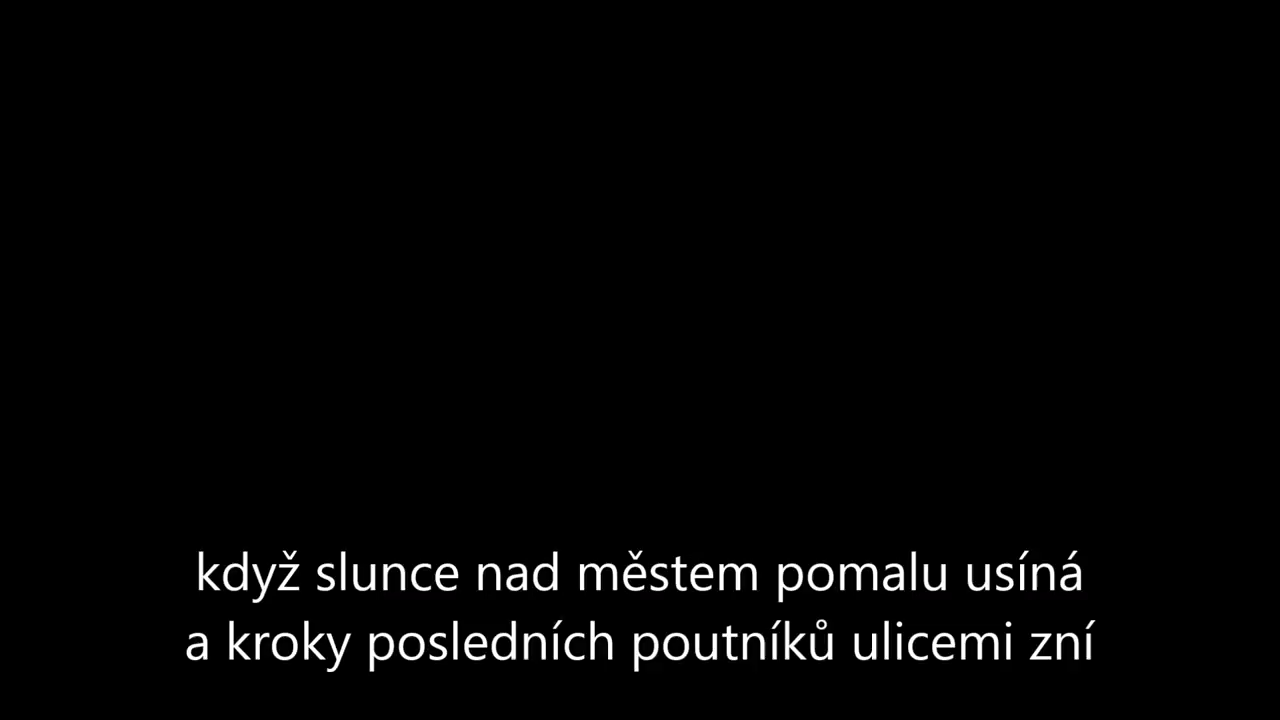 když slunce nad městem pomalu usíná
a kroky posledních poutníků ulicemi zní